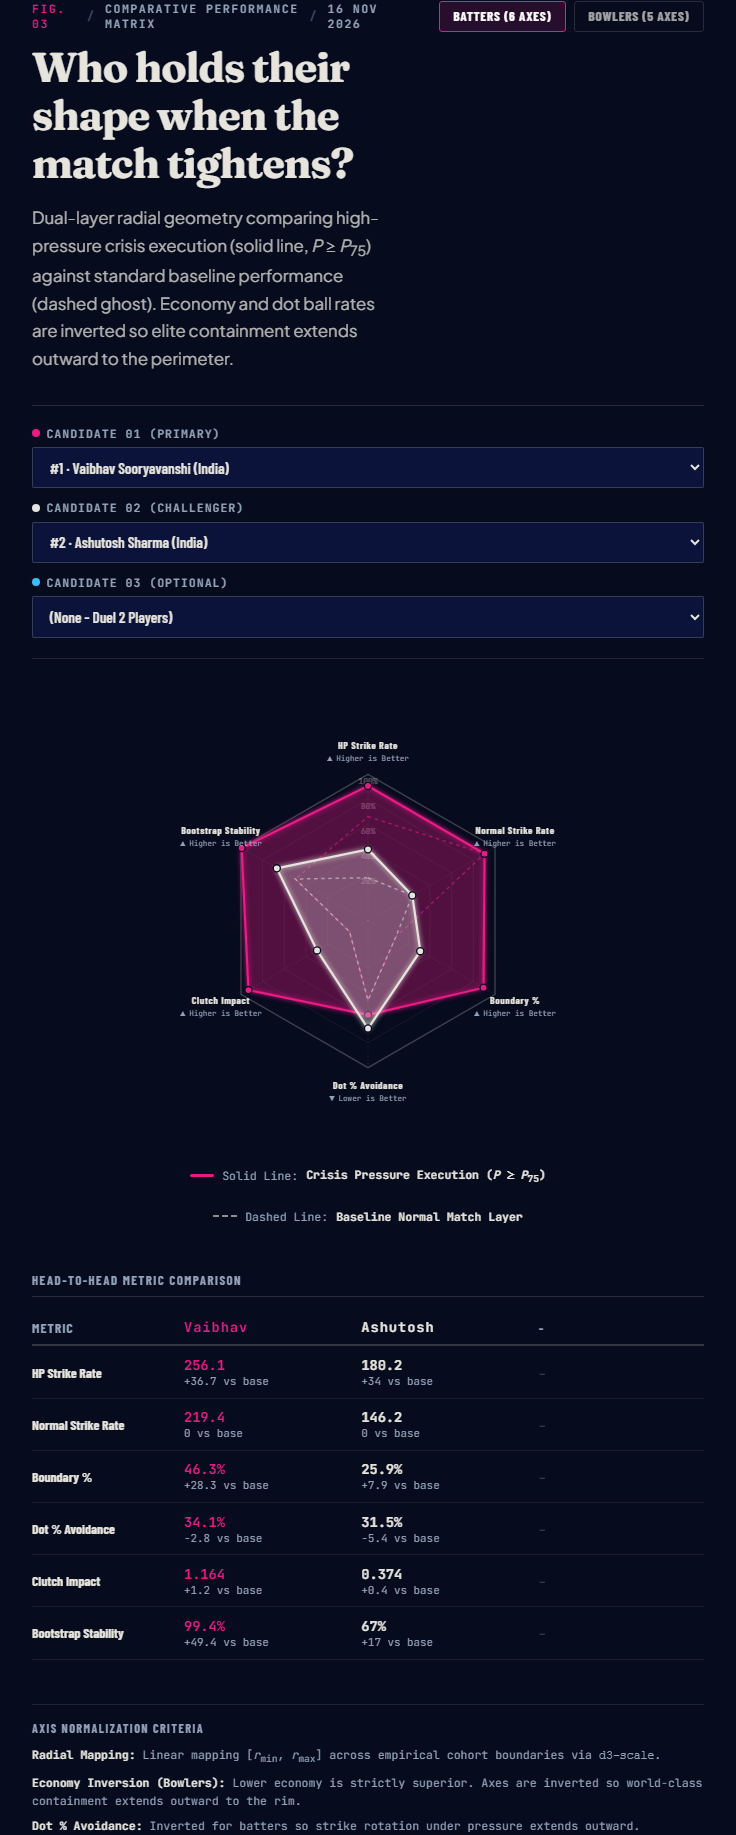 FIG. 03 / COMPARATIVE PERFORMANCE MATRIX / 16 NOV 2026
BATTERS (6 AXES)
BOWLERS (5 AXES)
Who holds their
shape when the
match tightens?
Dual-layer radial geometry comparing high-
pressure crisis execution (solid line, P ≥ P75)
against standard baseline performance
(dashed ghost). Economy and dot ball rates
are inverted so elite containment extends
outward to the perimeter.
CANDIDATE 01 (PRIMARY)
#1 · Vaibhav Sooryavanshi (India)
CANDIDATE 02 (CHALLENGER)
#2 · Ashutosh Sharma (India)
CANDIDATE 03 (OPTIONAL)
(None - Duel 2 Players)
HP Strike Rate
▲ Higher is Better
100%
80%
60%
20%
Bootstrap Stability
▲ Higher is Better
Normal Strike Rate
▲ Higher is Better
Clutch Impact
▲ Higher is Better
Boundary %
▲ Higher is Better
Dot % Avoidance
▼ Lower is Better
Solid Line: Crisis Pressure Execution (P ≥ P75)
Dashed Line: Baseline Normal Match Layer
HEAD-TO-HEAD METRIC COMPARISON
METRIC Vaibhav Ashutosh -
HP Strike Rate 256.1 180.2 –
+36.7 vs base +34 vs base
Normal Strike Rate 219.4 146.2 –
0 vs base 0 vs base
Boundary % 46.3% 25.9% –
+28.3 vs base +7.9 vs base
Dot % Avoidance 34.1% 31.5% –
-2.8 vs base -5.4 vs base
Clutch Impact 1.164 0.374 –
+1.2 vs base +0.4 vs base
Bootstrap Stability 99.4% 67% –
+49.4 vs base +17 vs base
AXIS NORMALIZATION CRITERIA
Radial Mapping: Linear mapping [rmin, rmax] across empirical cohort boundaries via d3-scale.
Economy Inversion (Bowlers): Lower economy is strictly superior. Axes are inverted so world-class
containment extends outward to the rim.
Dot % Avoidance: Inverted for batters so strike rotation under pressure extends outward.